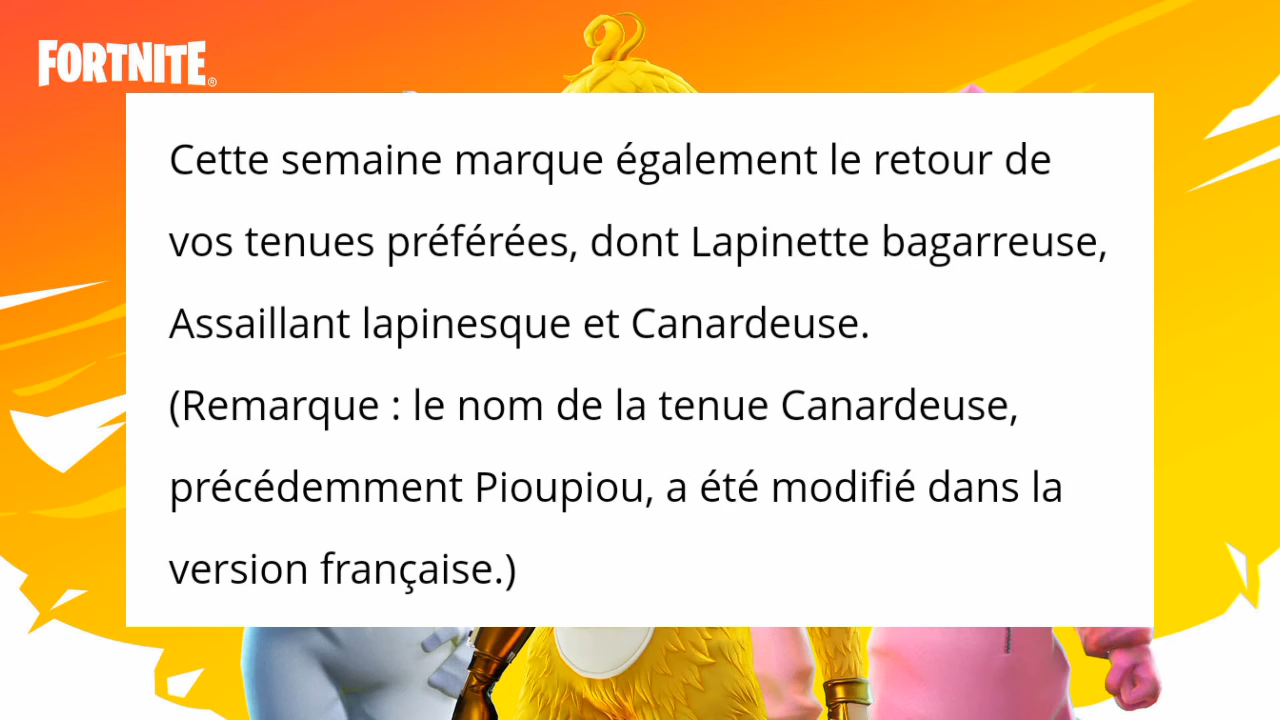 FORTNITE®
Cette semaine marque également le retour de
vos tenues préférées, dont Lapinette bagarreuse,
Assaillant lapinesque et Canardeuse.
(Remarque : le nom de la tenue Canardeuse,
précédemment Pioupiou, a été modifié dans la
version française.)